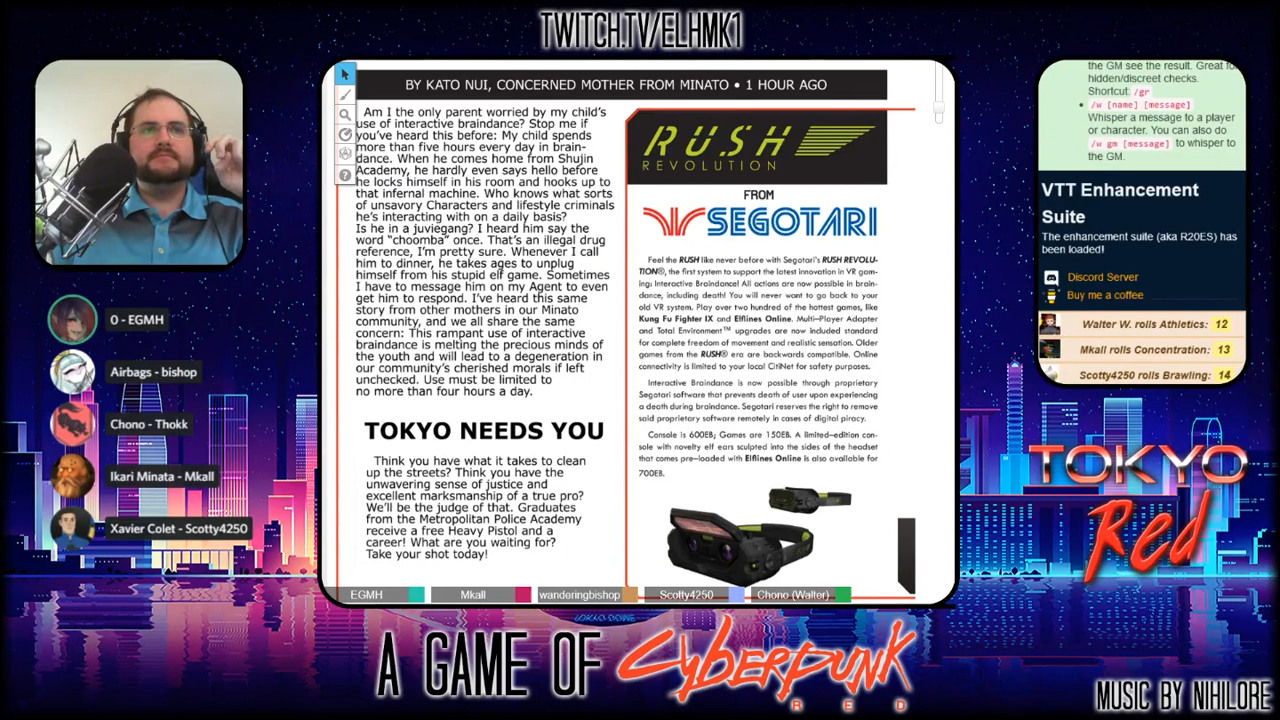 TWITCH.TV/ELHMK1
BY KATO NUI, CONCERNED MOTHER FROM MINATO • 1 HOUR AGO
Am I the only parent worried by my child's
use of interactive braindance? Stop me if
you've heard this before: My child spends
more than five hours every day in brain-
dance. When he comes home from Shujin
Academy, he hardly even says hello before
he locks himself in his room and hooks up to
that infernal machine. Who knows what sorts
of unsavory Characters and lifestyle criminals
he's interacting with on a daily basis?
Is he in a juviegang? I heard him say the
word "choomba" once. That's an illegal drug
reference, I'm pretty sure. Whenever I call
him to dinner, he takes ages to unplug
himself from his stupid elf game. Sometimes
I have to message him on my Agent to even
get him to respond. I've heard this same
story from other mothers in our Minato
community, and we all share the same
concern: This rampant use of interactive
braindance is melting the precious minds of
the youth and will lead to a degeneration in
our community's cherished morals if left
unchecked. Use must be limited to
no more than four hours a day.
TOKYO NEEDS YOU
Think you have what it takes to clean
up the streets? Think you have the
unwavering sense of justice and
excellent marksmanship of a true pro?
We'll be the judge of that. Graduates
from the Metropolitan Police Academy
receive a free Heavy Pistol and a
career! What are you waiting for?
Take your shot today!
RUSH
REVOLUTION
FROM
SEGOTARI
Feel the RUSH like never before with Segotari's RUSH REVOLU-
TION®, the first system to support the latest innovation in VR gam-
ing: Interactive Braindance! All actions are now possible in brain-
dance, including death! You will never want to go back to your
old VR system. Play over two hundred of the hottest games, like
Kung Fu Fighter IX and Elflines Online. Multi-Player Adapter
and Total Environment™ upgrades are now included standard
for complete freedom of movement and realistic sensation. Older
games from the RUSH® era are backwards compatible. Online
connectivity is limited to your local CitiNet for safety purposes.
Interactive Braindance is now possible through proprietary
Segotari software that prevents death of user upon experiencing
a death during braindance. Segotari reserves the right to remove
said proprietary software remotely in cases of digital piracy.
Console is 600EB; Games are 150EB. A limited-edition con-
sole with novelty elf ears sculpted into the sides of the headset
that comes pre-loaded with Elflines Online is also available for
700EB.
EGMH
Mkall
wanderingbishop
Scotty4250
Chono (Walter)
0 - EGMH
Airbags - bishop
Chono - Thokk
Ikari Minata - Mkall
Xavier Colet - Scotty4250
the GM see the result. Great for
hidden/discreet checks.
Shortcut: /gr
• /w [name] [message]
Whisper a message to a player
or character. You can also do
/w gm [message] to whisper to
the GM.
VTT Enhancement
Suite
The enhancement suite (aka R20ES) has
been loaded!
Discord Server
Buy me a coffee
Walter W. rolls Athletics: 12
Mkall rolls Concentration: 13
Scotty4250 rolls Brawling: 14
TOKYO
Red
A GAME OF Cyberpunk
RED
MUSIC BY NIHILORE